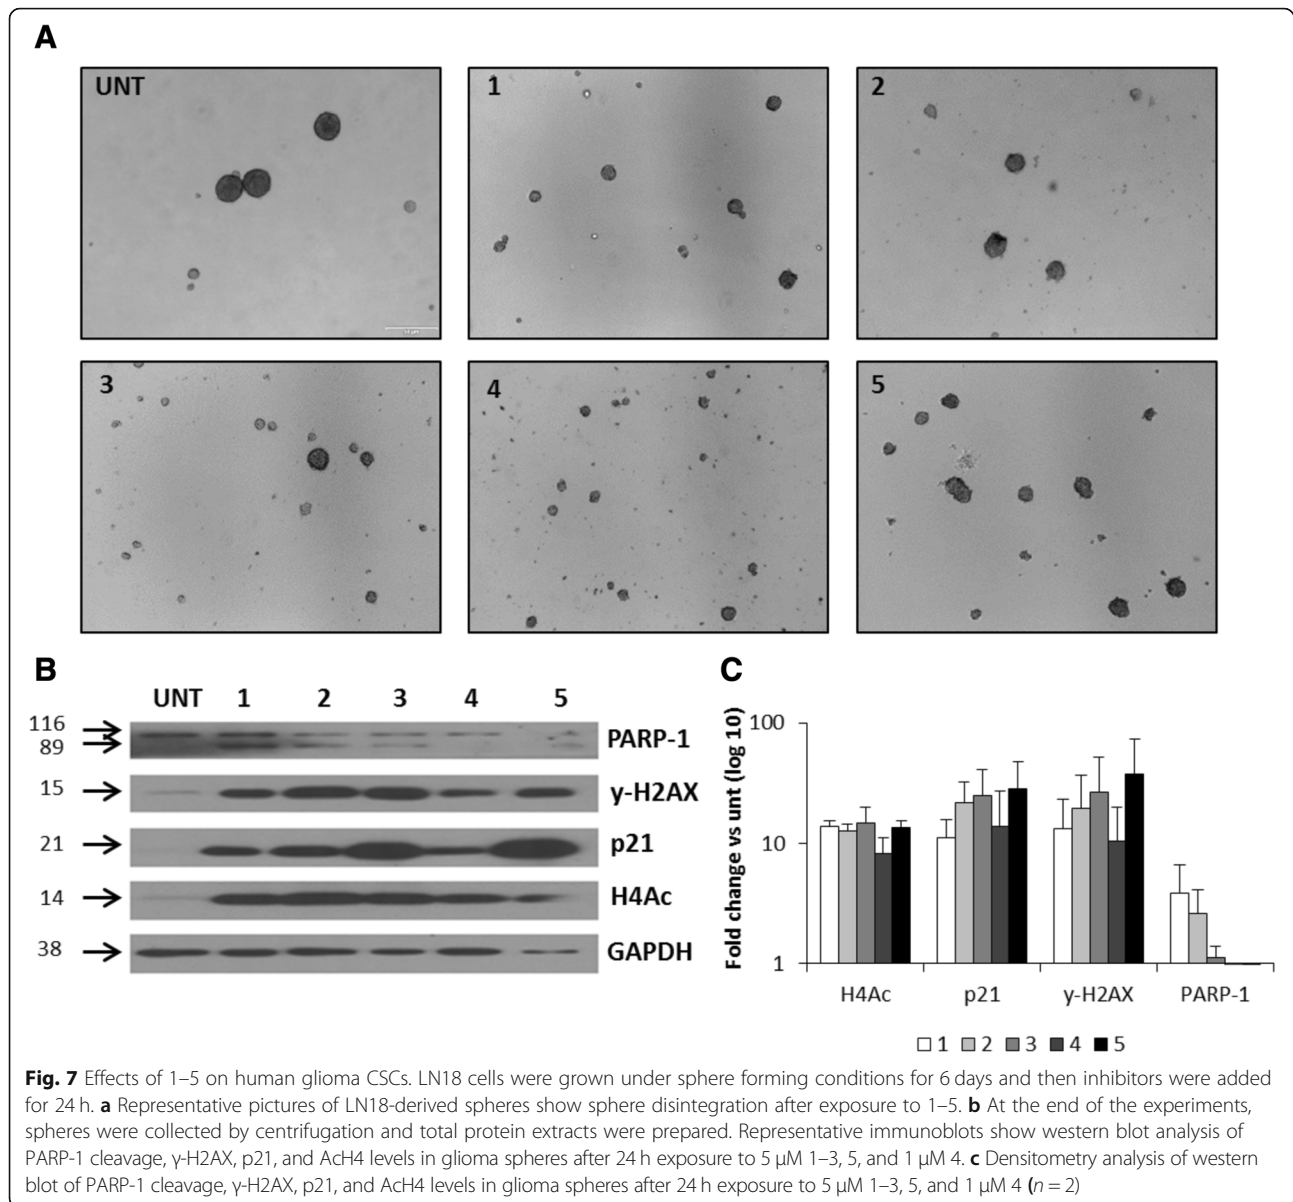 A
UNT
1
2
3
4
5
B
UNT 1 2 3 4 5
116
89
PARP-1
15
y-H2AX
21
p21
14
H4Ac
38
GAPDH
C
Fold change vs unt (log 10)
100
10
1
H4Ac p21 y-H2AX PARP-1
1 2 3 4 5
Fig. 7 Effects of 1–5 on human glioma CSCs. LN18 cells were grown under sphere forming conditions for 6 days and then inhibitors were added
for 24 h. a Representative pictures of LN18-derived spheres show sphere disintegration after exposure to 1–5. b At the end of the experiments,
spheres were collected by centrifugation and total protein extracts were prepared. Representative immunoblots show western blot analysis of
PARP-1 cleavage, γ-H2AX, p21, and AcH4 levels in glioma spheres after 24 h exposure to 5 μM 1–3, 5, and 1 μM 4. c Densitometry analysis of western
blot of PARP-1 cleavage, γ-H2AX, p21, and AcH4 levels in glioma spheres after 24 h exposure to 5 μM 1–3, 5, and 1 μM 4 (n = 2)